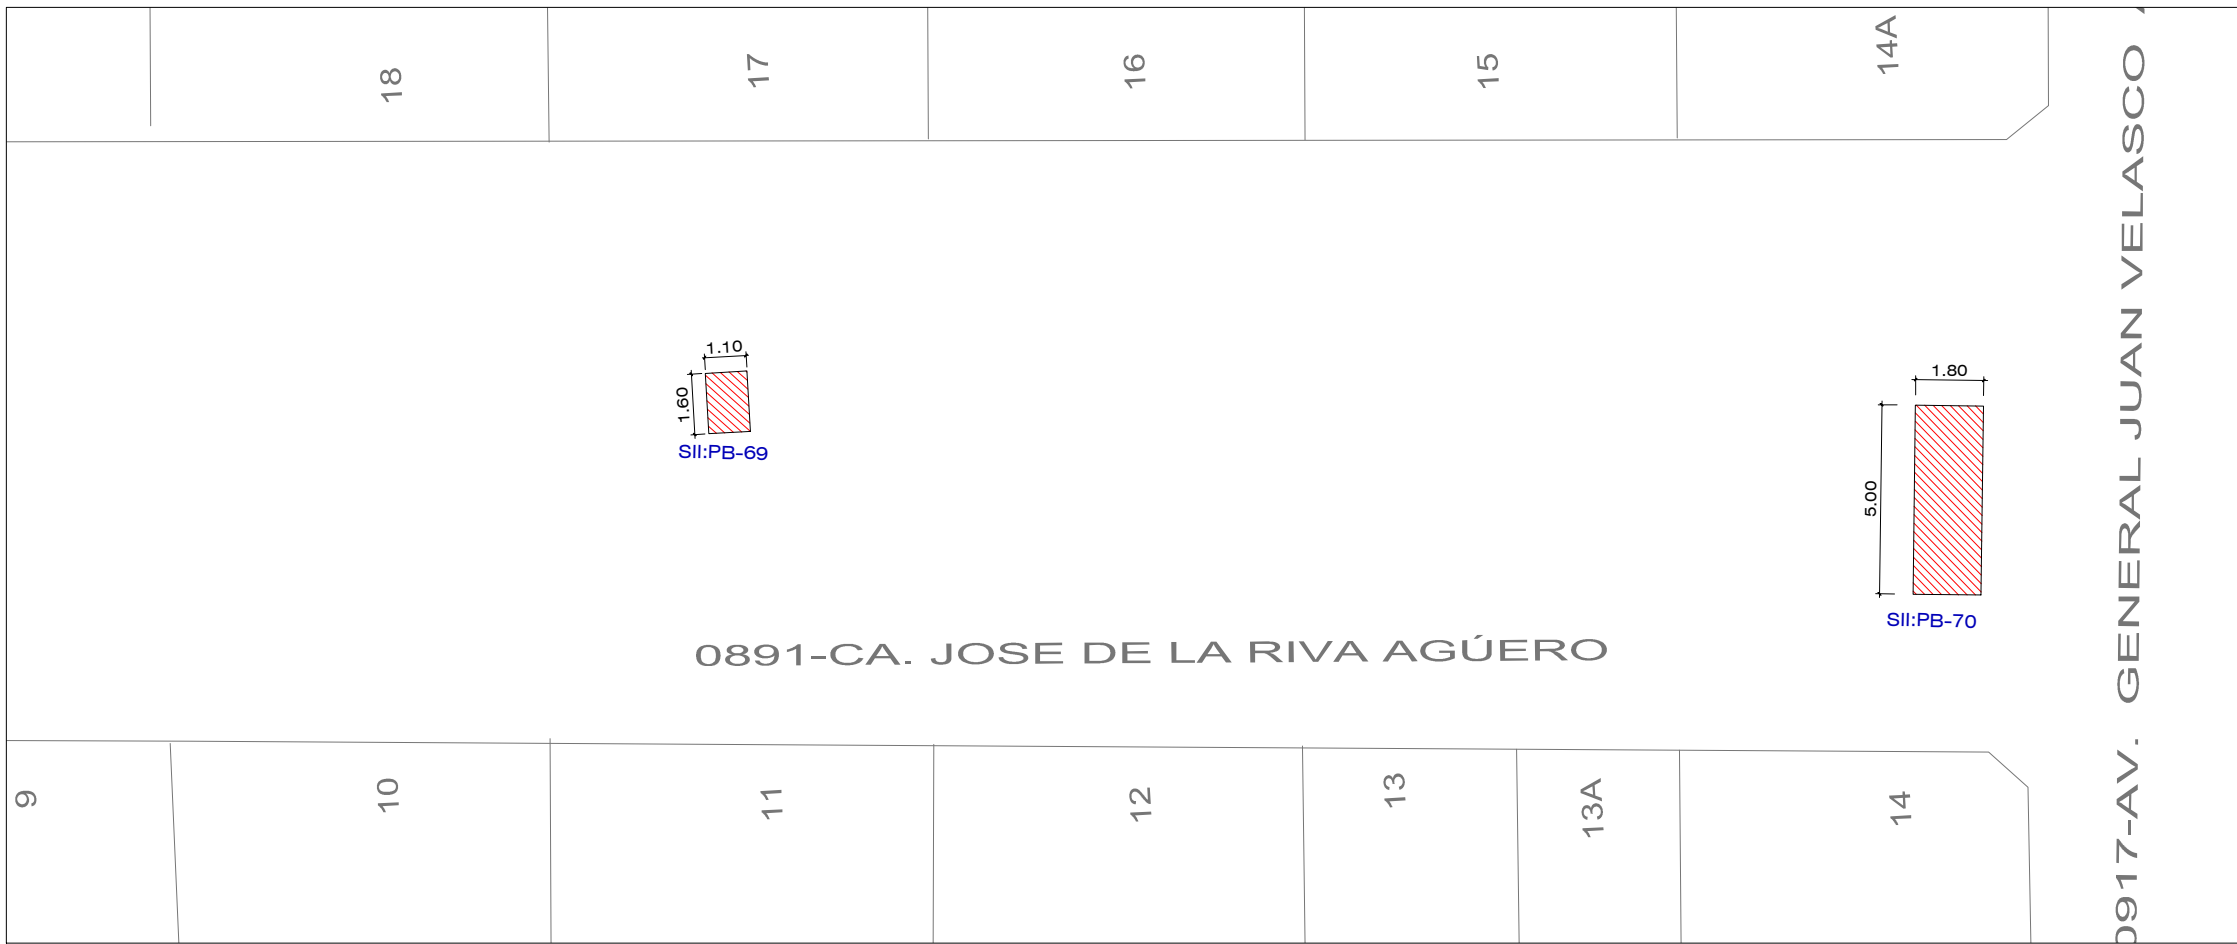 18
17
16
15
14A
1.10
1.60
SII:PB-69
1.80
5.00
SII:PB-70
0891-CA. JOSE DE LA RIVA AGÜERO
0917-AV. GENERAL JUAN VELASCO
9
10
11
12
13
13A
14